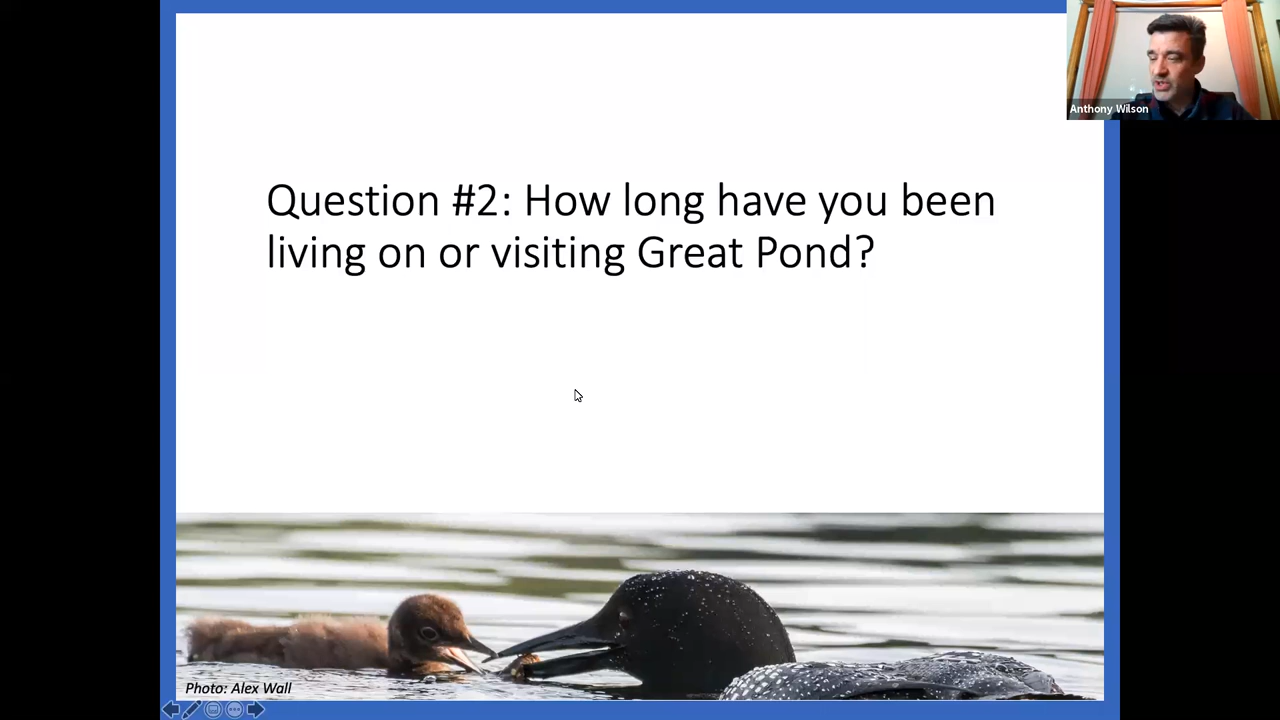 Anthony Wilson
Question #2: How long have you been
living on or visiting Great Pond?
Photo: Alex Wall